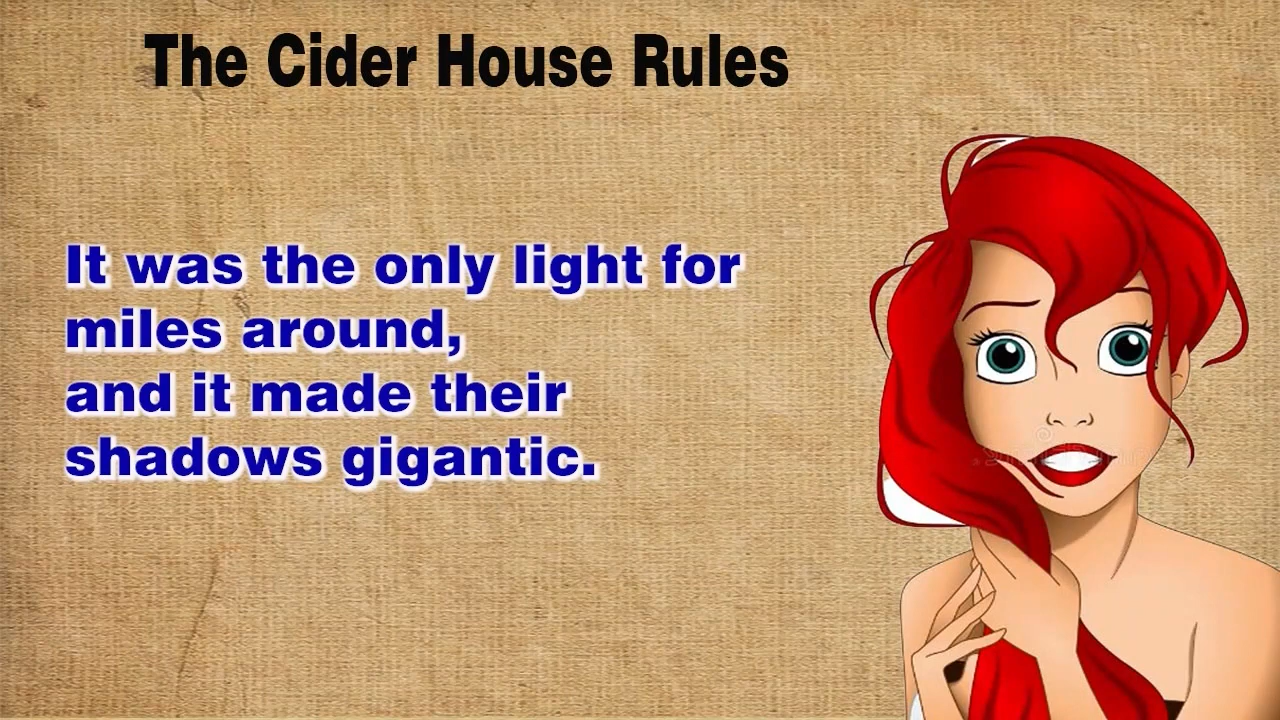 The Cider House Rules
It was the only light for
miles around,
and it made their
shadows gigantic.